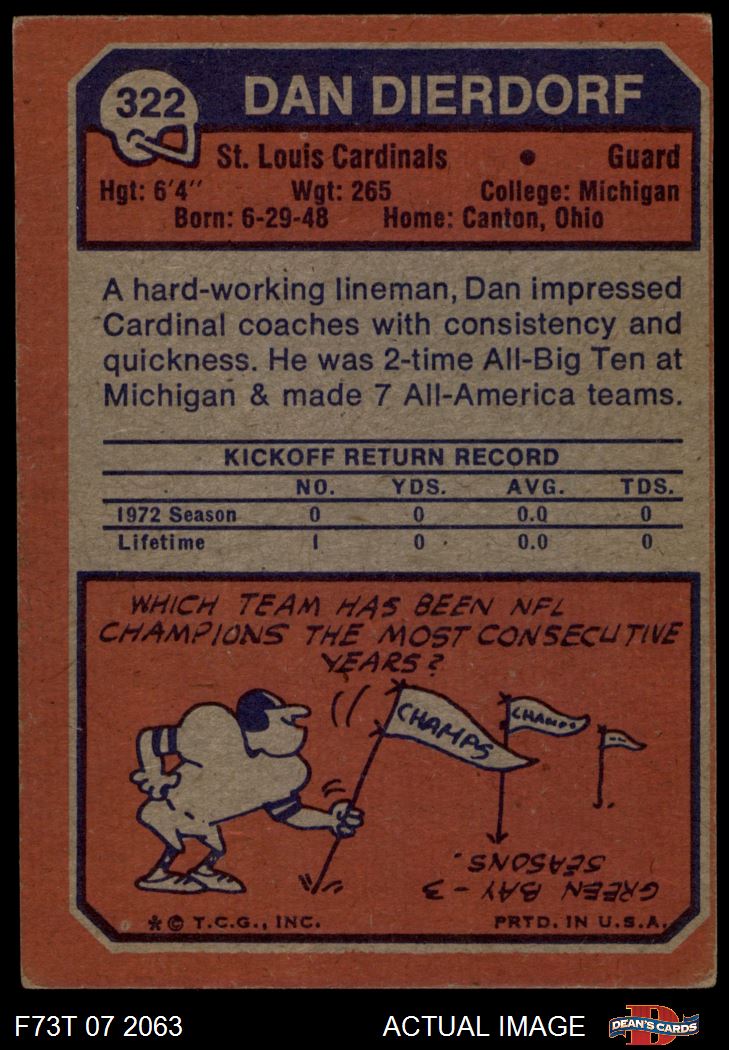 322
DAN DIERDORF
St. Louis Cardinals • Guard
Hgt: 6'4" Wgt: 265 College: Michigan
Born: 6-29-48 Home: Canton, Ohio
A hard-working lineman, Dan impressed
Cardinal coaches with consistency and
quickness. He was 2-time All-Big Ten at
Michigan & made 7 All-America teams.
KICKOFF RETURN RECORD
NO. YDS. AVG. TDS.
1972 Season 0 0 0.0 0
Lifetime 1 0 0.0 0
WHICH TEAM HAS BEEN NFL
CHAMPIONS THE MOST CONSECUTIVE
YEARS?
CHAMPS
CHAMPS
GREEN BAY - 3
SEASONS.
* © T.C.G., INC. PRTD. IN U.S.A.
F73T 07 2063 ACTUAL IMAGE
DEAN'S CARDS